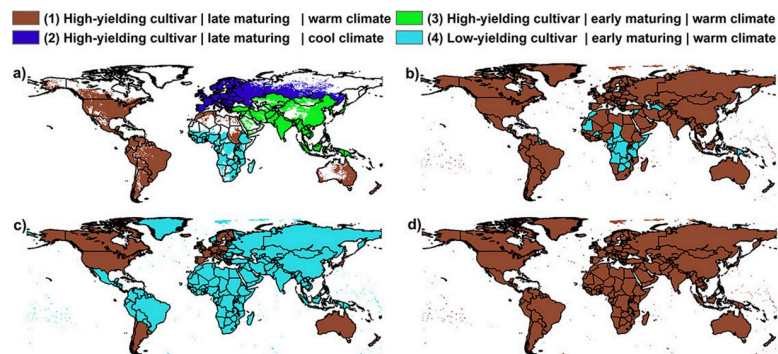 (1) High-yielding cultivar | late maturing | warm climate
(3) High-yielding cultivar | early maturing | warm climate
(2) High-yielding cultivar | late maturing | cool climate
(4) Low-yielding cultivar | early maturing | warm climate
a)
b)
c)
d)